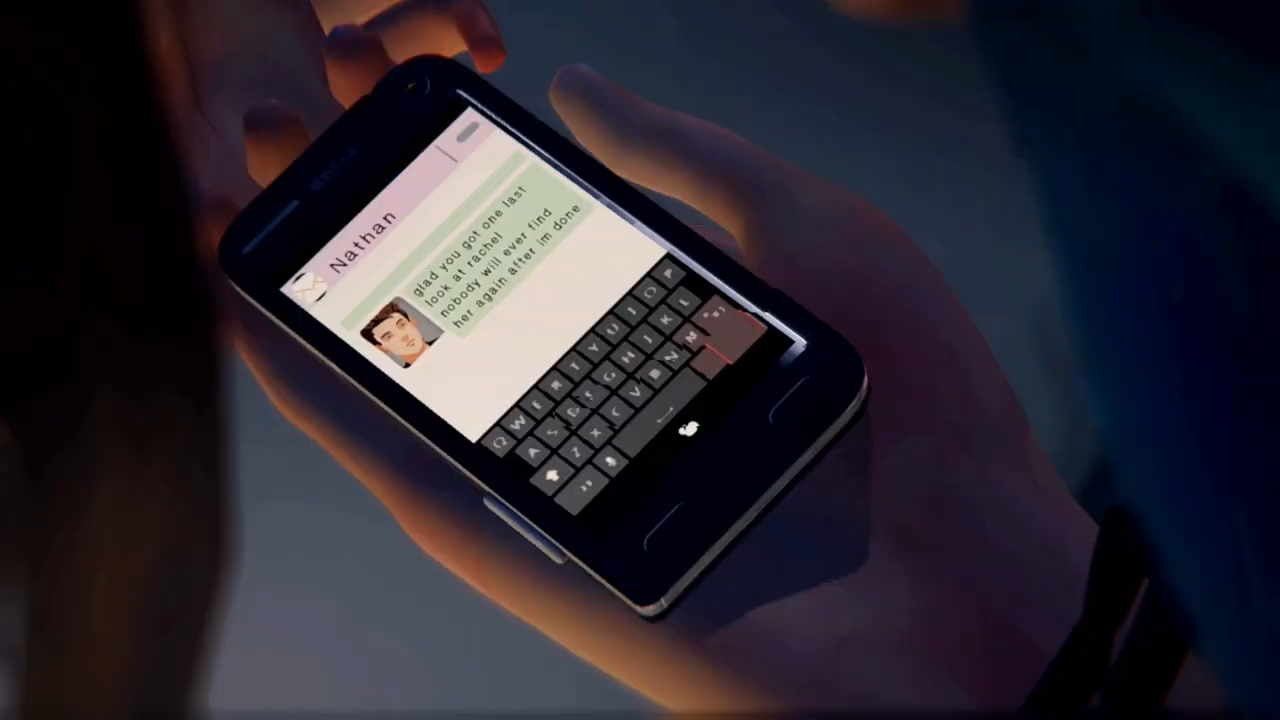 Nathan
glad you got one last
look at rachel
nobody will ever find
her again after im done
Q W E R T Y U I O P
A S D F G H J K L
Z X C V B N M